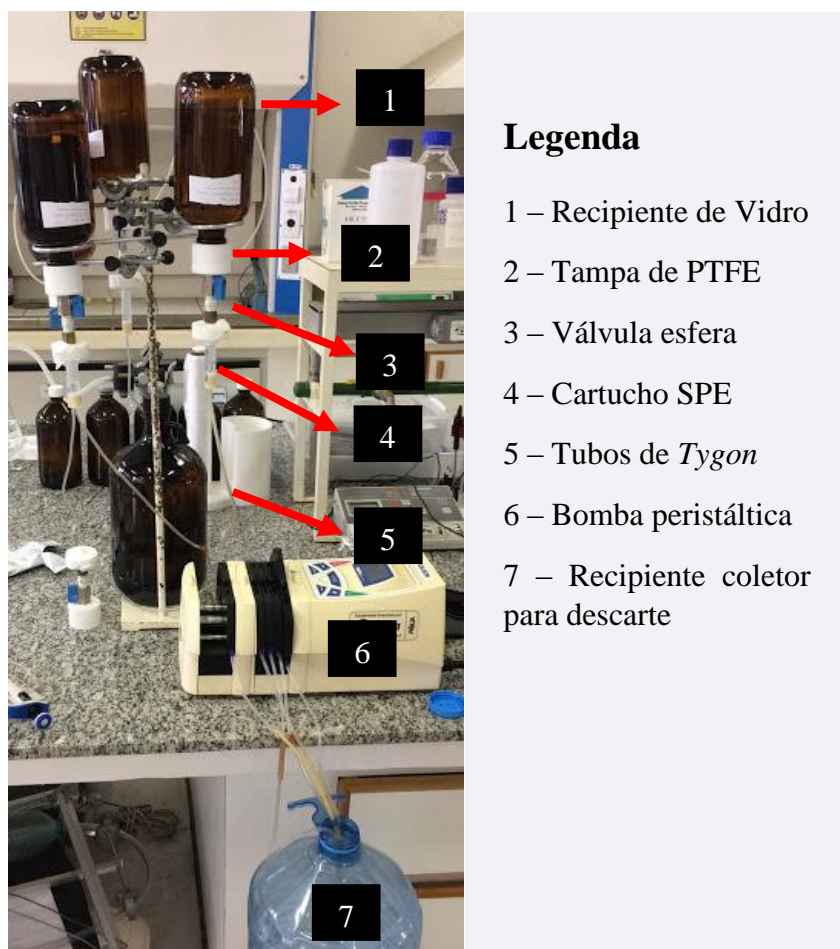 1
2
3
4
5
6
7
Legenda
1 – Recipiente de Vidro
2 – Tampa de PTFE
3 – Válvula esfera
4 – Cartucho SPE
5 – Tubos de Tygon
6 – Bomba peristáltica
7 – Recipiente coletor
para descarte